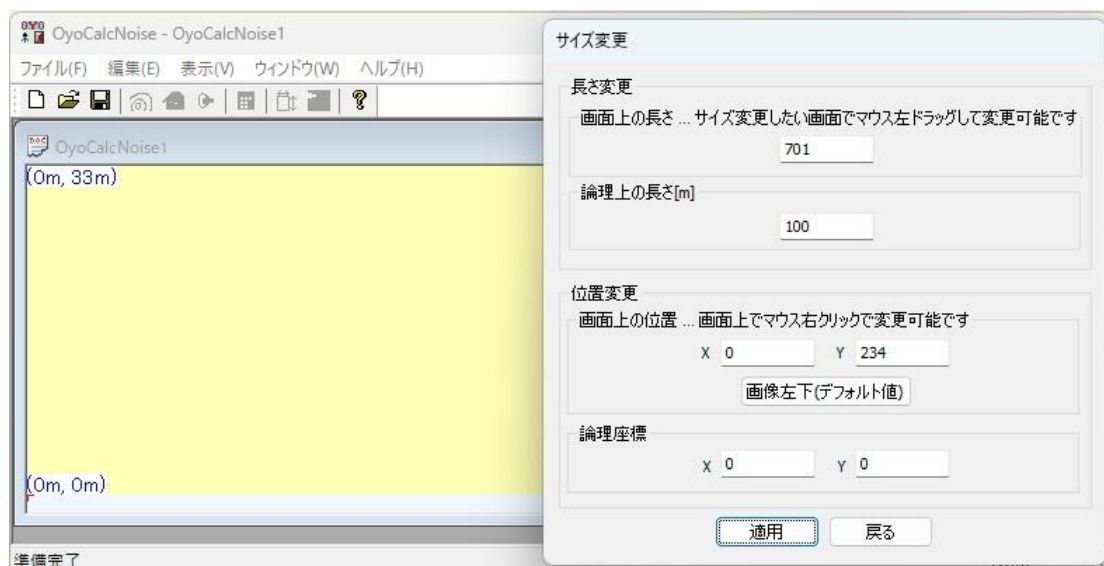 OyoCalcNoise - OyoCalcNoise1
ファイル(F) 編集(E) 表示(V) ウィンドウ(W) ヘルプ(H)
OyoCalcNoise1
(0m, 33m)
(0m, 0m)
準備完了
サイズ変更
長さ変更
画面上の長さ ... サイズ変更したい画面でマウス左ドラッグして変更可能です
701
論理上の長さ[m]
100
位置変更
画面上の位置 ... 画面上でマウス右クリックで変更可能です
X 0 Y 234
画像左下(デフォルト値)
論理座標
X 0 Y 0
適用 戻る